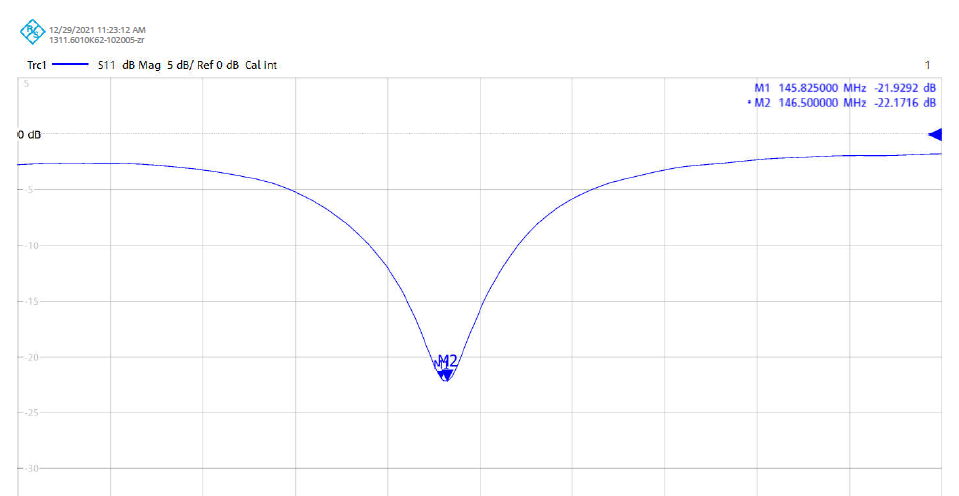 12/29/2021 11:23:12 AM
1311.6010K62-102005-zr
Trc1 S11 dB Mag 5 dB/ Ref 0 dB Cal int 1
5
M1 145.825000 MHz -21.9292 dB
• M2 146.500000 MHz -22.1716 dB
0 dB
-5
-10
-15
-20
M2
-25
-30